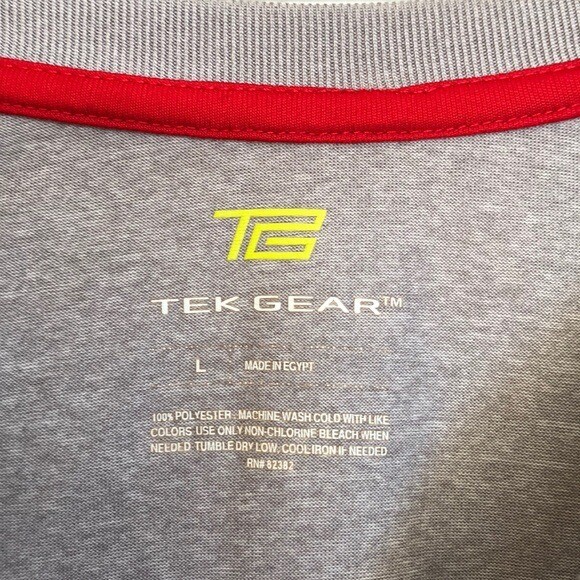 TG
TEK GEAR™
L MADE IN EGYPT
100% POLYESTER. MACHINE WASH COLD WITH LIKE
COLORS. USE ONLY NON-CHLORINE BLEACH WHEN
NEEDED. TUMBLE DRY LOW. COOL IRON IF NEEDED
RN# 82382